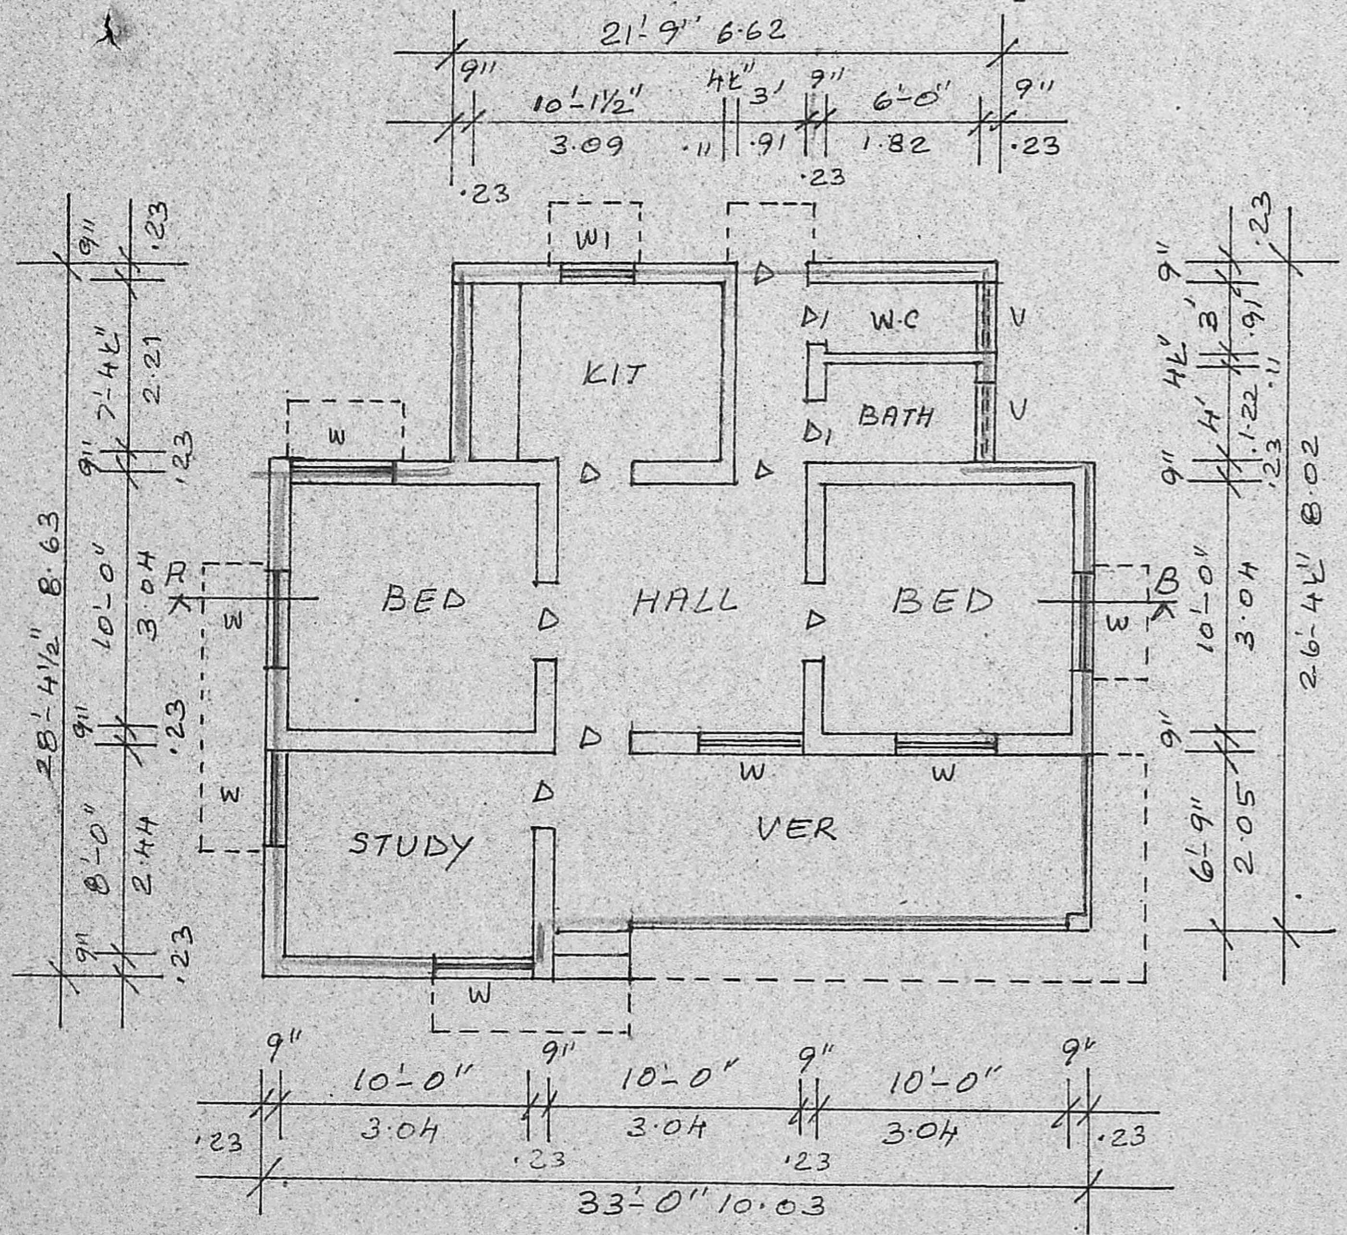 21'-9" 6.62
9" 10'-1½" 4½" 3' 9" 6'-0" 9"
3.09 .11 .91 1.82 .23
.23 .23
W1
W.C
V
D1
KIT
D
BATH
V
D1
W
D
D
D
BED
HALL
BED
A
B
W
W
D
D
D
W
W
W
D
STUDY
VER
W
9" .23
7'-4½" 2.21
9" .23
10'-0" 3.04
9" .23
8'-0" 2.44
9" .23
28'-4½" 8.63
9" .23
3' .91
4½" .11
4' 1.22
9" .23
10'-0" 3.04
9"
6'-9" 2.05
26'-4½" 8.02
9" 10'-0" 9" 10'-0" 9" 10'-0" 9"
.23 3.04 .23 3.04 .23 3.04 .23
33'-0" 10.03